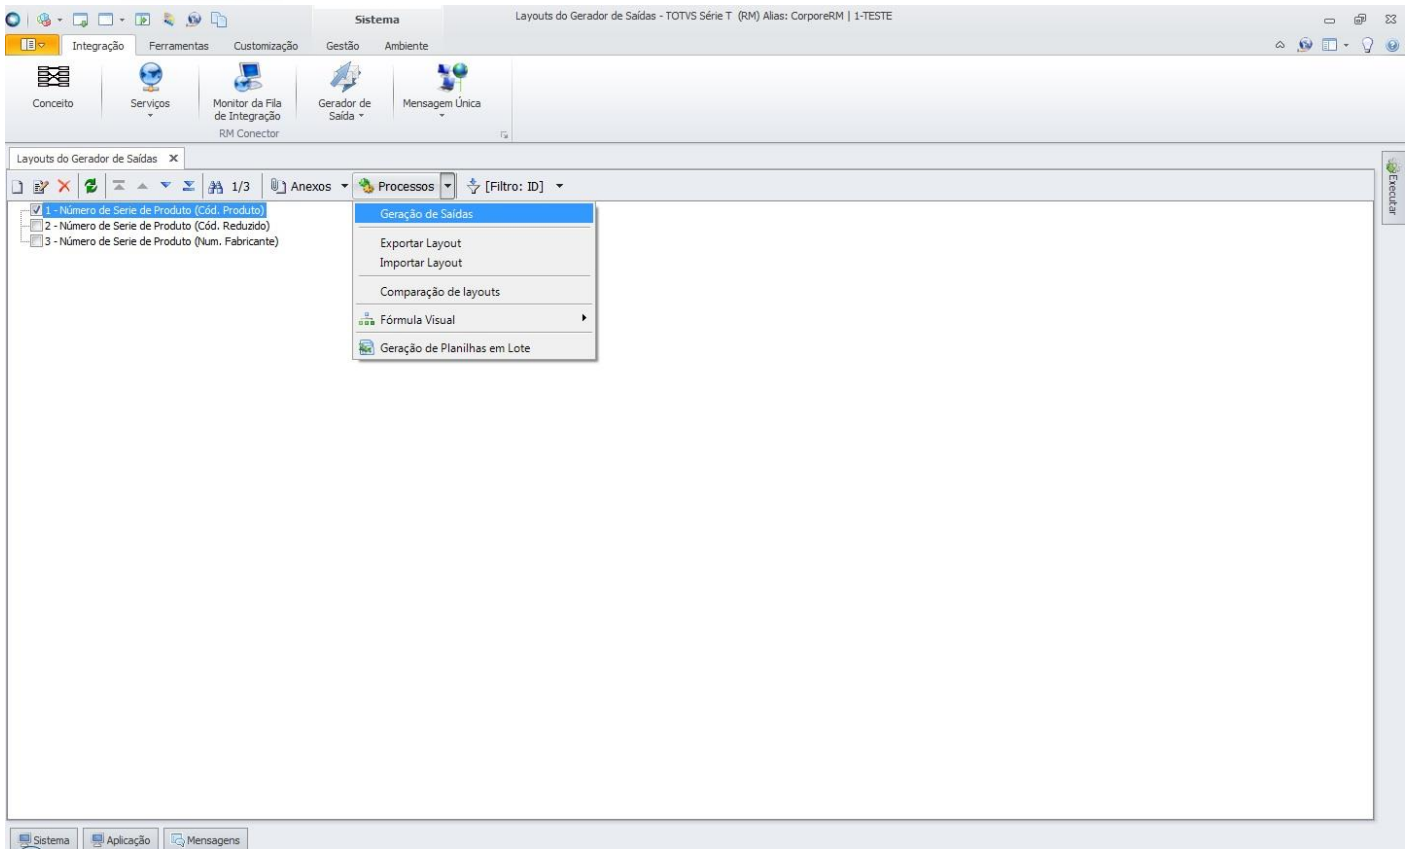 Sistema
Layouts do Gerador de Saídas - TOTVS Série T (RM) Alias: CorporeRM | 1-TESTE
Integração
Ferramentas
Customização
Gestão
Ambiente
Conceito
Serviços
Monitor da Fila
de Integração
Gerador de
Saída
Mensagem Única
RM Conector
Layouts do Gerador de Saídas
1/3
Anexos
Processos
[Filtro: ID]
Executar
1 - Número de Serie de Produto (Cód. Produto)
2 - Número de Serie de Produto (Cód. Reduzido)
3 - Número de Serie de Produto (Num. Fabricante)
Geração de Saídas
Exportar Layout
Importar Layout
Comparação de layouts
Fórmula Visual
Geração de Planilhas em Lote
Sistema
Aplicação
Mensagens